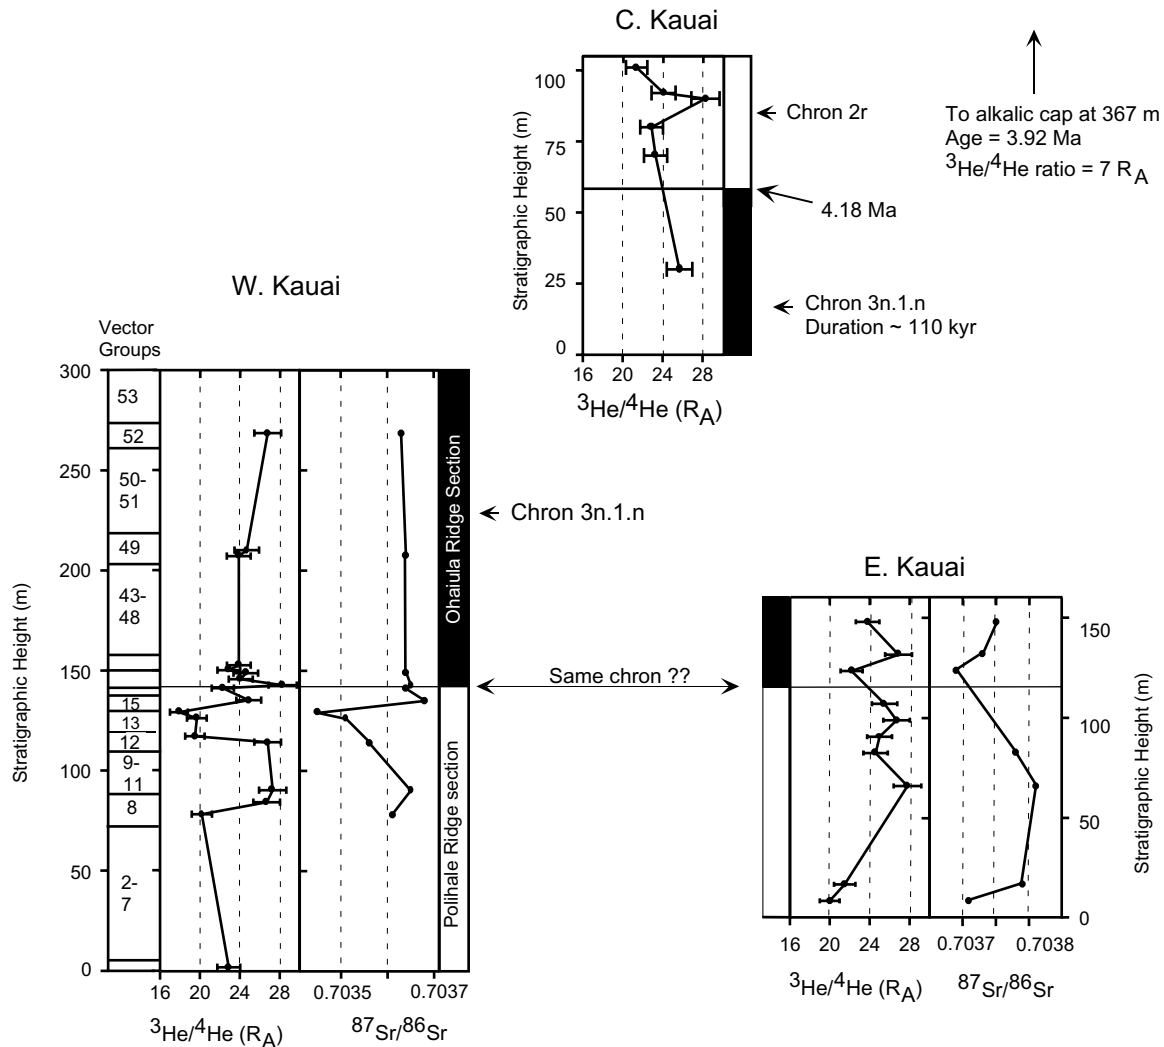 C. Kauai
100
75
50
25
0
Stratigraphic Height (m)
16 20 24 28
³He/⁴He (R_A)
Chron 2r
4.18 Ma
Chron 3n.1.n
Duration ~ 110 kyr
To alkalic cap at 367 m
Age = 3.92 Ma
³He/⁴He ratio = 7 R_A
W. Kauai
Vector
Groups
300
250
200
150
100
50
0
Stratigraphic Height (m)
53
52
50-
51
49
43-
48
15
13
12
9-
11
8
2-
7
Ohaiula Ridge Section
Polihale Ridge section
16 20 24 28
0.7035 0.7037
³He/⁴He (R_A)
⁸⁷Sr/⁸⁶Sr
Chron 3n.1.n
Same chron ??
E. Kauai
150
100
50
0
Stratigraphic Height (m)
16 20 24 28
0.7037 0.7038
³He/⁴He (R_A)
⁸⁷Sr/⁸⁶Sr